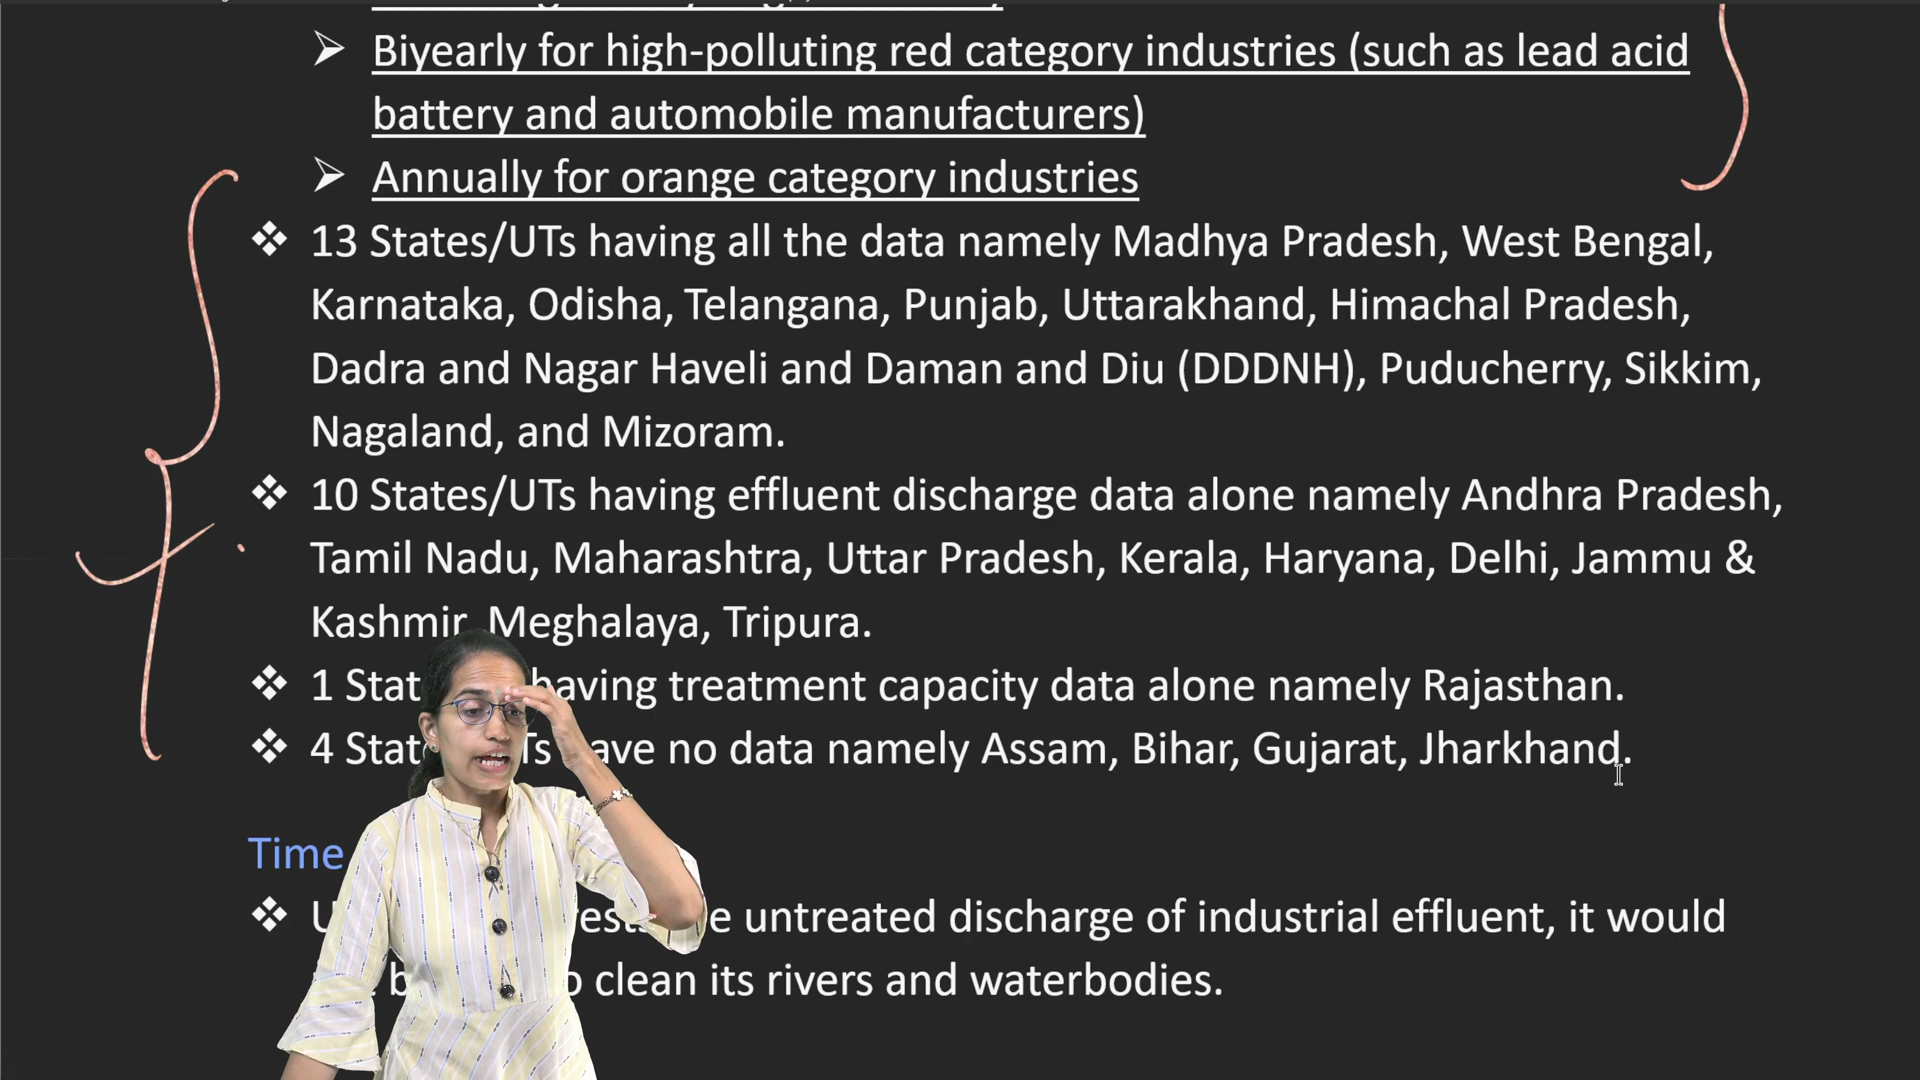 ➢ Biyearly for high-polluting red category industries (such as lead acid
battery and automobile manufacturers)
➢ Annually for orange category industries
❖ 13 States/UTs having all the data namely Madhya Pradesh, West Bengal,
Karnataka, Odisha, Telangana, Punjab, Uttarakhand, Himachal Pradesh,
Dadra and Nagar Haveli and Daman and Diu (DDDNH), Puducherry, Sikkim,
Nagaland, and Mizoram.
❖ 10 States/UTs having effluent discharge data alone namely Andhra Pradesh,
Tamil Nadu, Maharashtra, Uttar Pradesh, Kerala, Haryana, Delhi, Jammu &
Kashmir, Meghalaya, Tripura.
❖ 1 having treatment capacity data alone namely Rajasthan.
❖ 4 have no data namely Assam, Bihar, Gujarat, Jharkhand.
Time
❖ untreated discharge of industrial effluent, it would
clean its rivers and waterbodies.